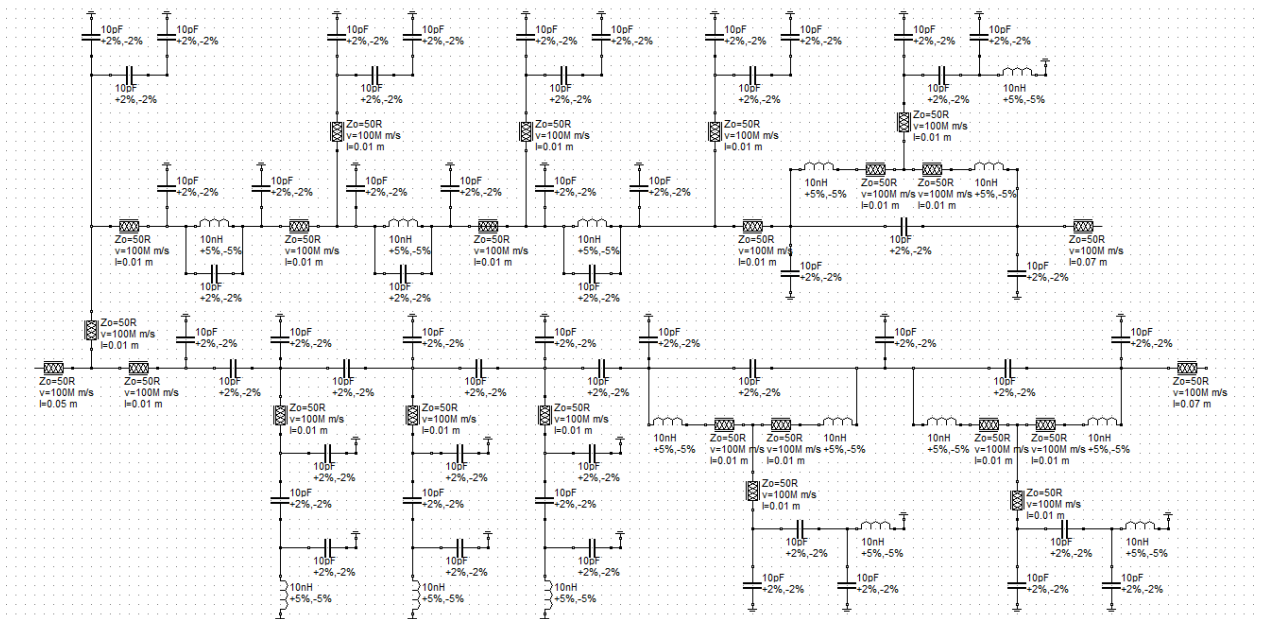 10pF
+2%,-2%
10pF
+2%,-2%
10pF
+2%,-2%
10pF
+2%,-2%
10pF
+2%,-2%
10pF
+2%,-2%
10pF
+2%,-2%
10pF
+2%,-2%
10pF
+2%,-2%
10pF
+2%,-2%
10pF
+2%,-2%
10pF
+2%,-2%
10pF
+2%,-2%
10pF
+2%,-2%
10pF
+2%,-2%
10nH
+5%,-5%
Zo=50R
v=100M m/s
l=0.01 m
Zo=50R
v=100M m/s
l=0.01 m
Zo=50R
v=100M m/s
l=0.01 m
Zo=50R
v=100M m/s
l=0.01 m
10pF
+2%,-2%
10pF
+2%,-2%
10pF
+2%,-2%
10pF
+2%,-2%
10pF
+2%,-2%
10pF
+2%,-2%
10nH
+5%,-5%
Zo=50R
v=100M m/s
l=0.01 m
Zo=50R
v=100M m/s
l=0.01 m
10nH
+5%,-5%
Zo=50R
v=100M m/s
l=0.01 m
10nH
+5%,-5%
Zo=50R
v=100M m/s
l=0.01 m
10nH
+5%,-5%
Zo=50R
v=100M m/s
l=0.01 m
10nH
+5%,-5%
Zo=50R
v=100M m/s
l=0.01 m
10pF
+2%,-2%
Zo=50R
v=100M m/s
l=0.07 m
10pF
+2%,-2%
10pF
+2%,-2%
10pF
+2%,-2%
10pF
+2%,-2%
10pF
+2%,-2%
Zo=50R
v=100M m/s
l=0.01 m
10pF
+2%,-2%
10pF
+2%,-2%
10pF
+2%,-2%
10pF
+2%,-2%
10pF
+2%,-2%
10pF
+2%,-2%
10pF
+2%,-2%
Zo=50R
v=100M m/s
l=0.05 m
Zo=50R
v=100M m/s
l=0.01 m
10pF
+2%,-2%
10pF
+2%,-2%
10pF
+2%,-2%
10pF
+2%,-2%
10pF
+2%,-2%
10pF
+2%,-2%
Zo=50R
v=100M m/s
l=0.07 m
Zo=50R
v=100M m/s
l=0.01 m
Zo=50R
v=100M m/s
l=0.01 m
Zo=50R
v=100M m/s
l=0.01 m
10nH
+5%,-5%
Zo=50R
v=100M m/s
l=0.01 m
Zo=50R
v=100M m/s
l=0.01 m
10nH
+5%,-5%
10nH
+5%,-5%
Zo=50R
v=100M m/s
l=0.01 m
Zo=50R
v=100M m/s
l=0.01 m
10nH
+5%,-5%
10pF
+2%,-2%
10pF
+2%,-2%
10pF
+2%,-2%
10pF
+2%,-2%
10pF
+2%,-2%
10pF
+2%,-2%
Zo=50R
v=100M m/s
l=0.01 m
Zo=50R
v=100M m/s
l=0.01 m
10pF
+2%,-2%
10pF
+2%,-2%
10pF
+2%,-2%
10pF
+2%,-2%
10nH
+5%,-5%
10pF
+2%,-2%
10nH
+5%,-5%
10nH
+5%,-5%
10nH
+5%,-5%
10nH
+5%,-5%
10pF
+2%,-2%
10pF
+2%,-2%
10pF
+2%,-2%
10pF
+2%,-2%